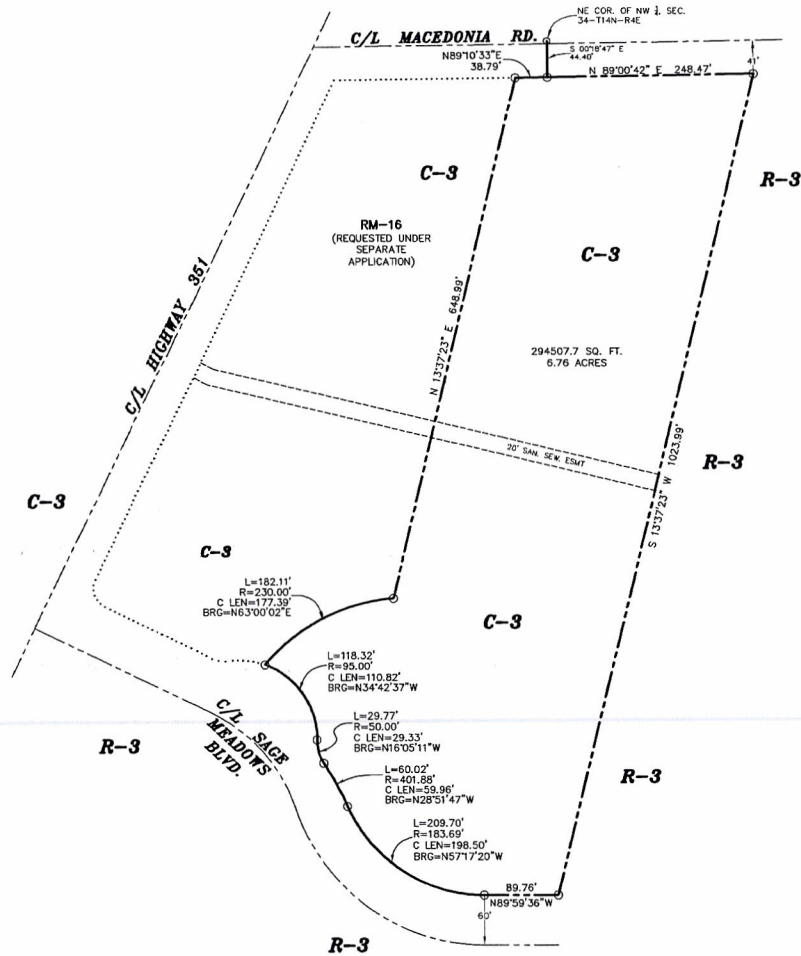 NE COR. OF NW ¼ SEC.
34-T14N-R4E
C/L MACEDONIA RD.
S 00°18'47" E
44.40'
N89°10'33"E
38.79'
N 89°00'42" E 248.47'
41'
C-3
R-3
RM-16
(REQUESTED UNDER
SEPARATE
APPLICATION)
C-3
C/L HIGHWAY 351
N 13°37'23" E 648.99'
294507.7 SQ. FT.
6.76 ACRES
20' SAN. SEW. ESMT
R-3
S 13°37'23" W 1023.99'
C-3
C-3
L=182.11'
R=230.00'
C LEN=177.39'
BRG=N63°00'02"E
C-3
L=118.32'
R=95.00'
C LEN=110.82'
BRG=N34°42'37"W
C/L SAGE
MEADOWS
BLVD.
R-3
L=29.77'
R=50.00'
C LEN=29.33'
BRG=N16°05'11"W
R-3
L=60.02'
R=401.88'
C LEN=59.96'
BRG=N28°51'47"W
L=209.70'
R=183.69'
C LEN=198.50'
BRG=N57°17'20"W
89.76'
N89°59'36"W
60'
R-3